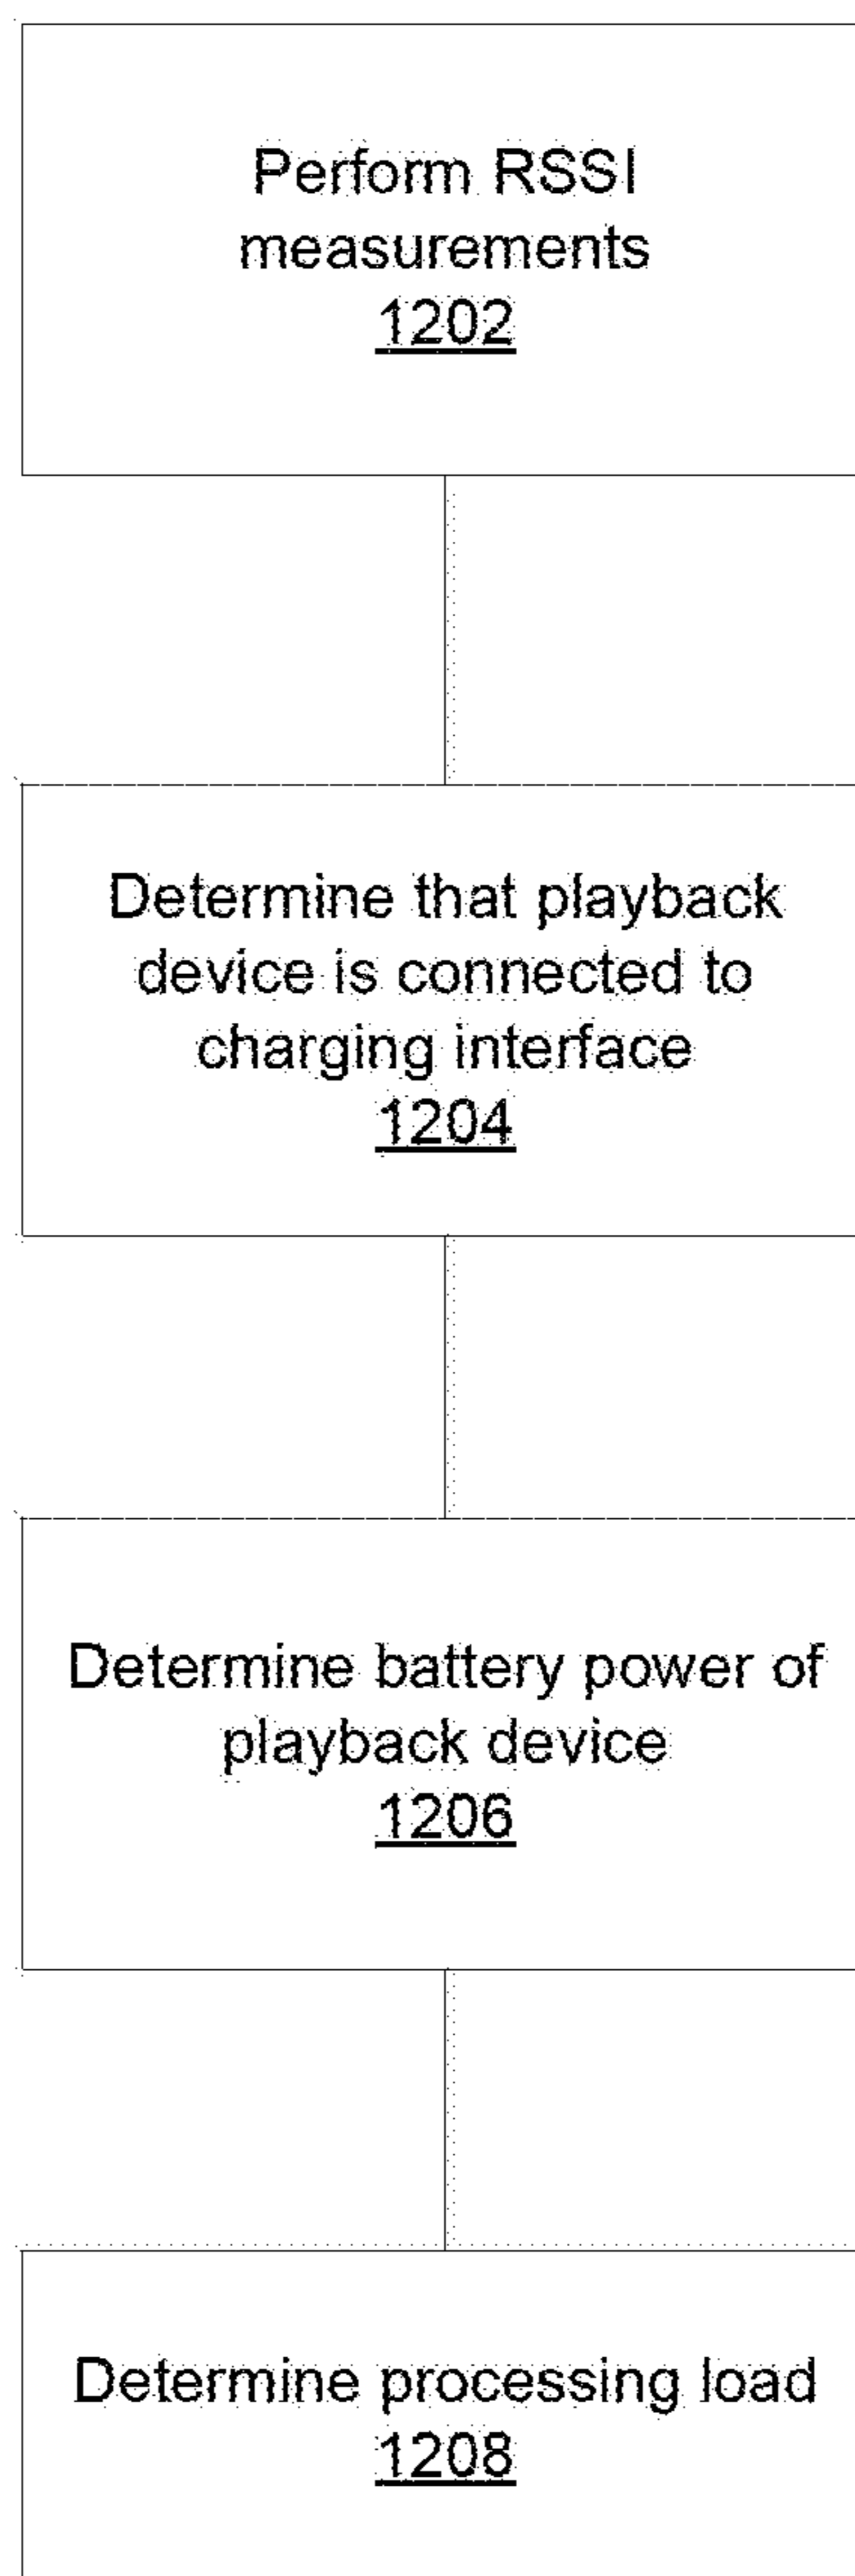 Perform RSSI
measurements
1202
Determine that playback
device is connected to
charging interface
1204
Determine battery power of
playback device
1206
Determine processing load
1208